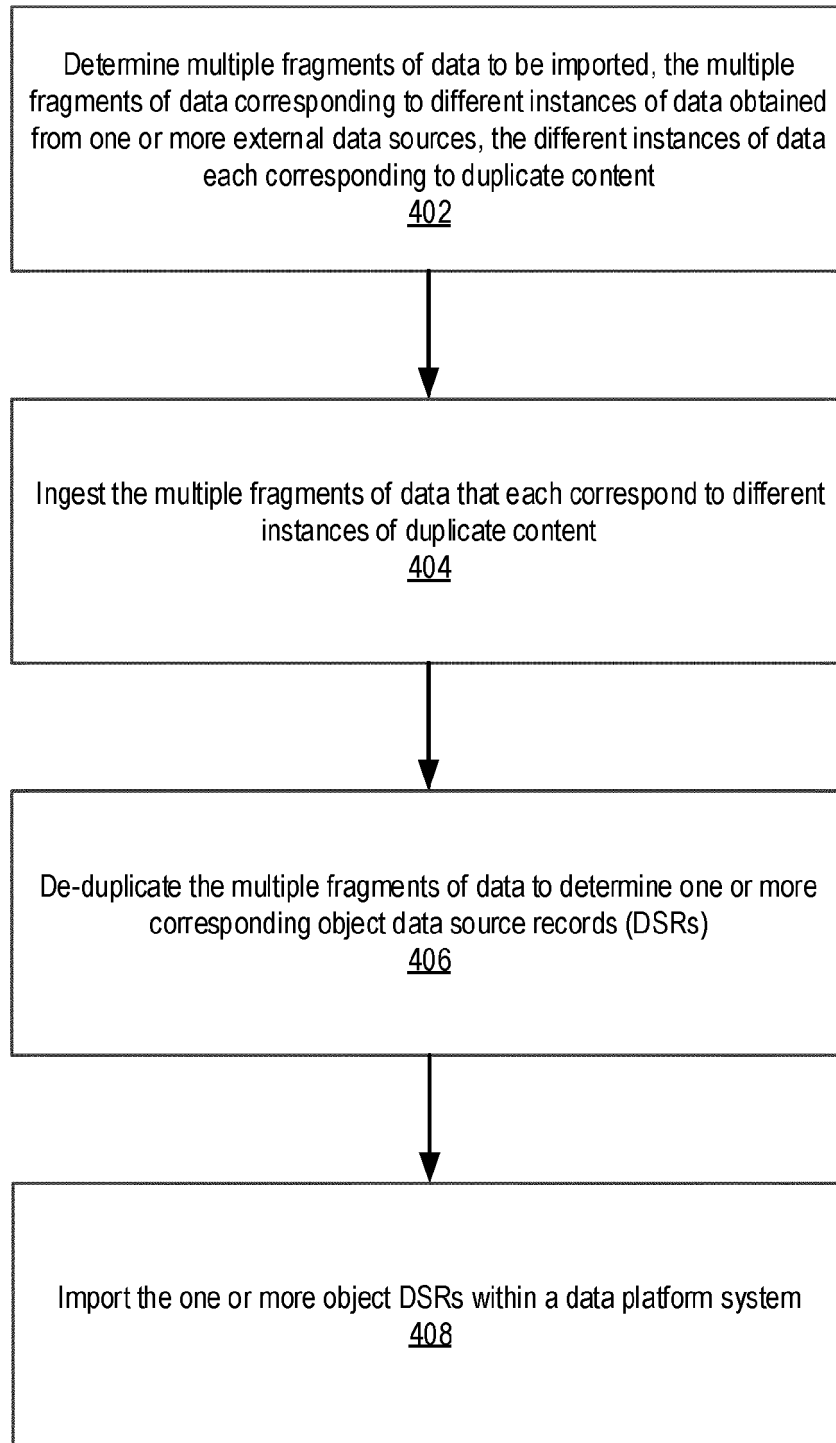 Determine multiple fragments of data to be imported, the multiple
fragments of data corresponding to different instances of data obtained
from one or more external data sources, the different instances of data
each corresponding to duplicate content
402
Ingest the multiple fragments of data that each correspond to different
instances of duplicate content
404
De-duplicate the multiple fragments of data to determine one or more
corresponding object data source records (DSRs)
406
Import the one or more object DSRs within a data platform system
408